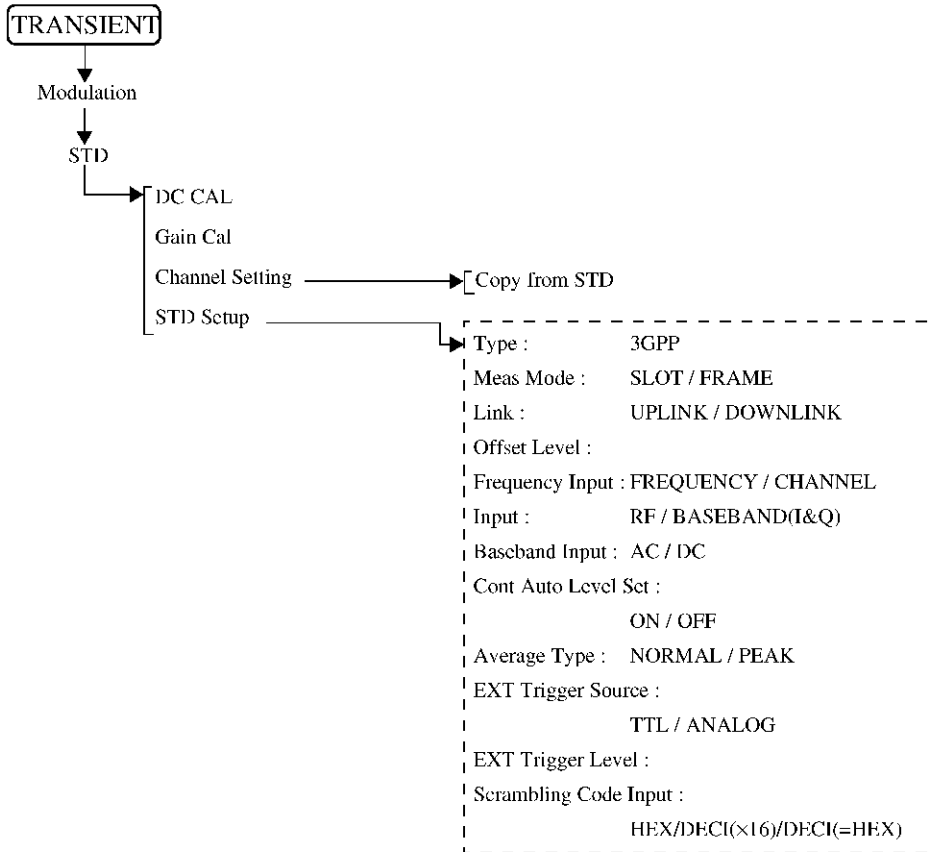 TRANSIENT
Modulation
STD
DC CAL
Gain Cal
Channel Setting
Copy from STD
STD Setup
Type : 3GPP
Meas Mode : SLOT / FRAME
Link : UPLINK / DOWNLINK
Offset Level :
Frequency Input : FREQUENCY / CHANNEL
Input : RF / BASEBAND(I&Q)
Baseband Input : AC / DC
Cont Auto Level Set :
ON / OFF
Average Type : NORMAL / PEAK
EXT Trigger Source :
TTL / ANALOG
EXT Trigger Level :
Scrambling Code Input :
HEX/DECI(×16)/DECI(=HEX)